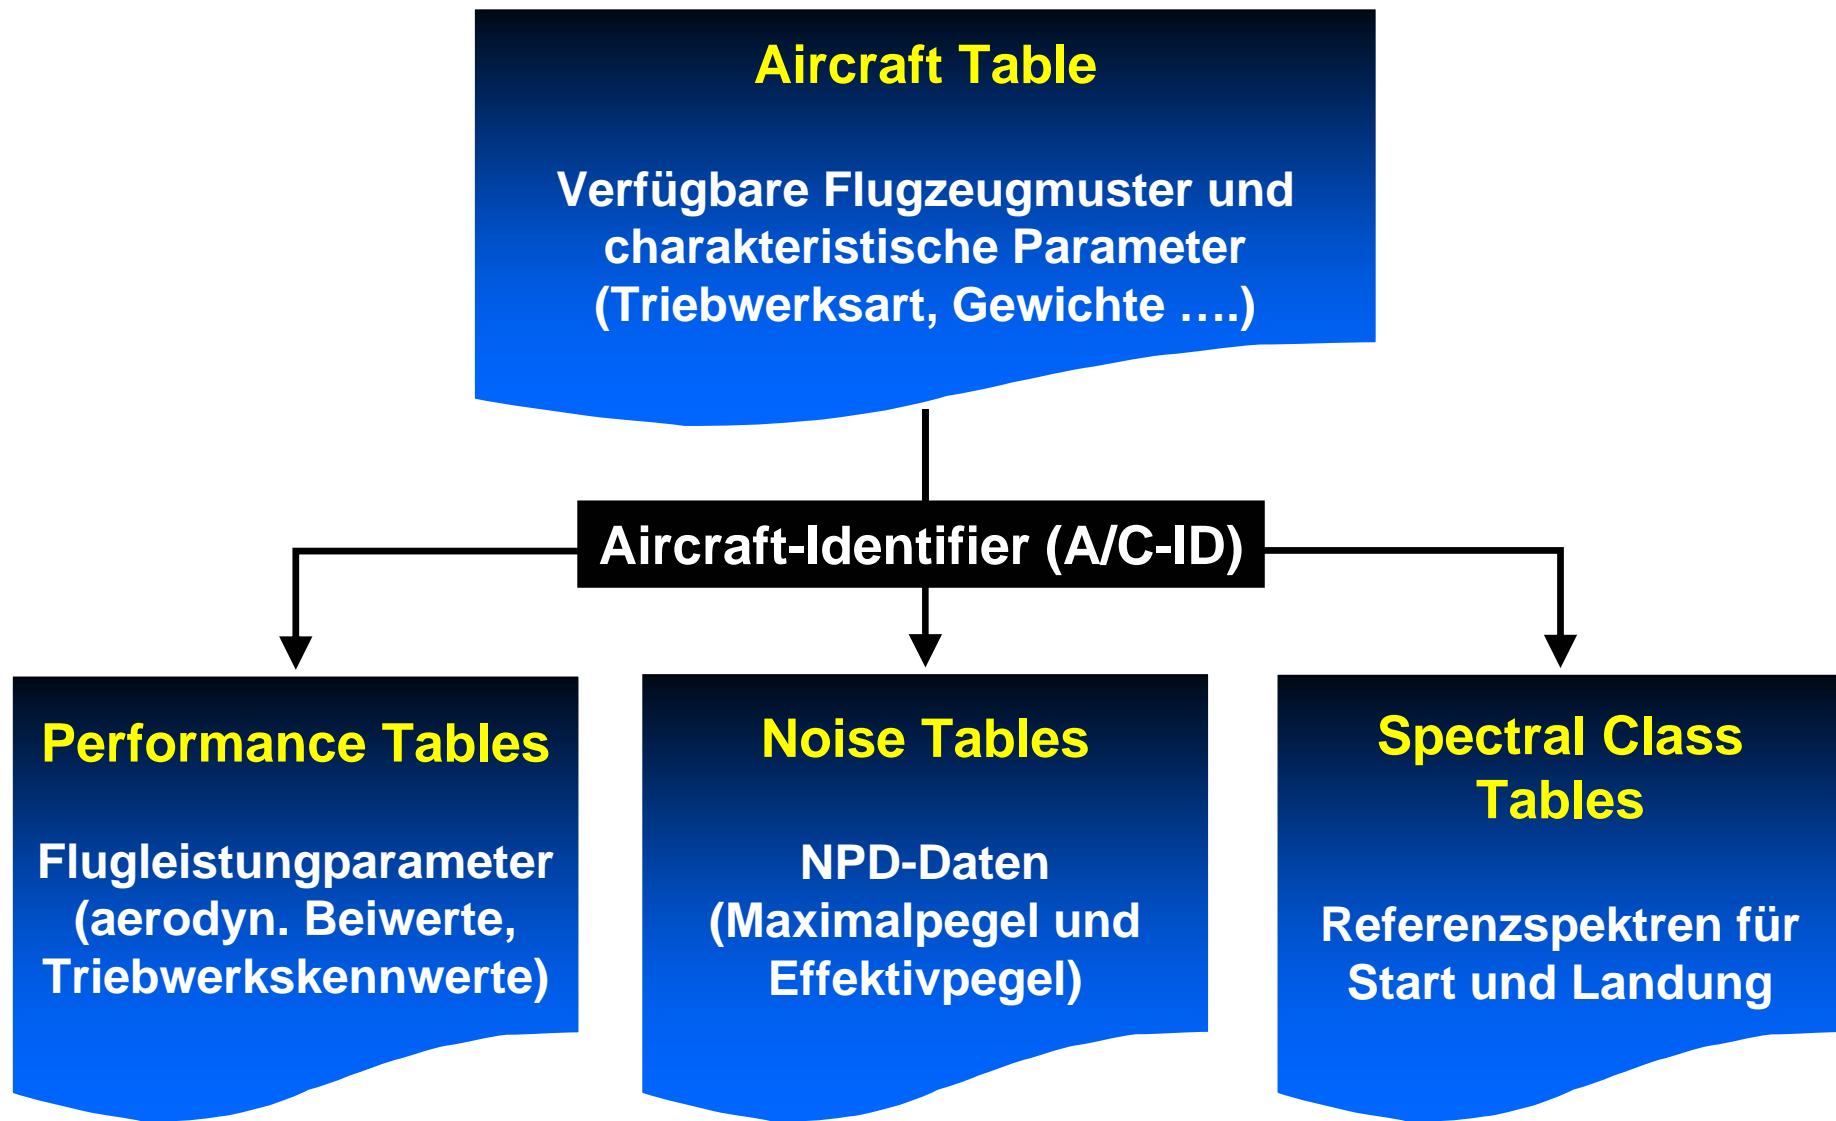 Aircraft Table
Verfügbare Flugzeugmuster und
charakteristische Parameter
(Triebwerksart, Gewichte ….)
Aircraft-Identifier (A/C-ID)
Performance Tables
Flugleistungparameter
(aerodyn. Beiwerte,
Triebwerkskennwerte)
Noise Tables
NPD-Daten
(Maximalpegel und
Effektivpegel)
Spectral Class
Tables
Referenzspektren für
Start und Landung